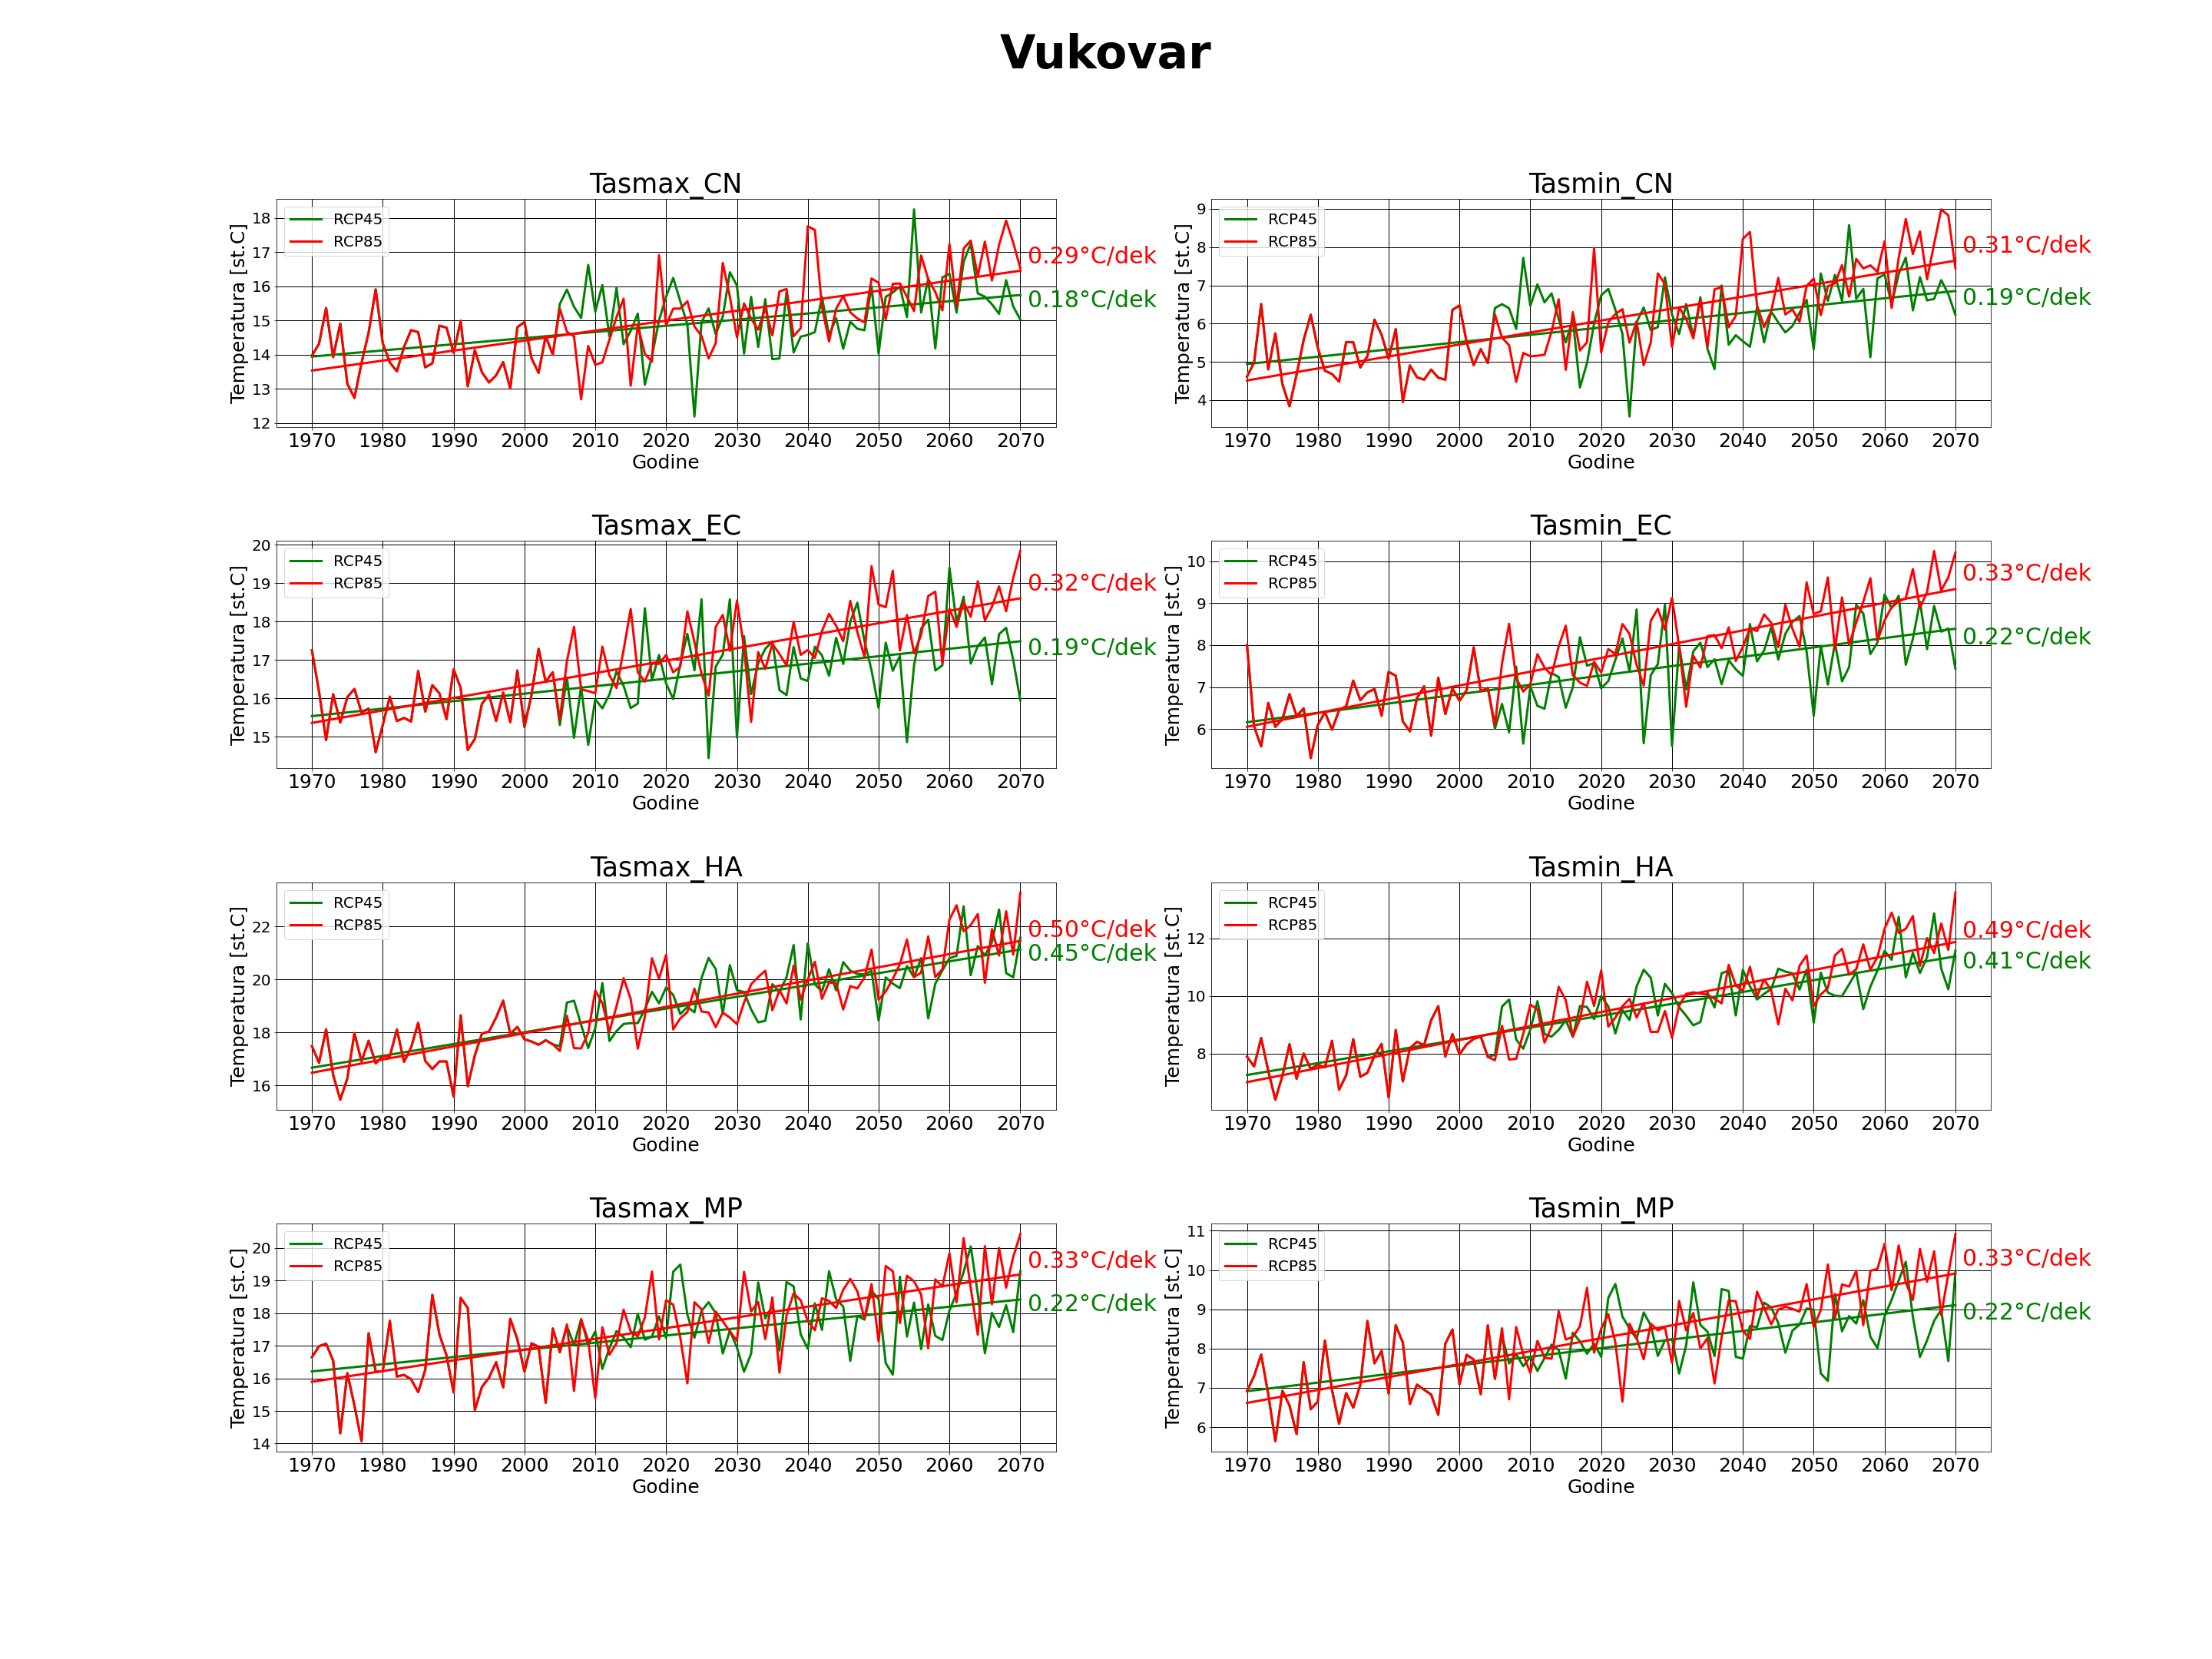 Vukovar
Tasmax_CN
Temperatura [st.C]
18
17
16
15
14
13
12
RCP45
RCP85
0.29°C/dek
0.18°C/dek
1970 1980 1990 2000 2010 2020 2030 2040 2050 2060 2070
Godine
Tasmin_CN
Temperatura [st.C]
9
8
7
6
5
4
RCP45
RCP85
0.31°C/dek
0.19°C/dek
1970 1980 1990 2000 2010 2020 2030 2040 2050 2060 2070
Godine
Tasmax_EC
Temperatura [st.C]
20
19
18
17
16
15
RCP45
RCP85
0.32°C/dek
0.19°C/dek
1970 1980 1990 2000 2010 2020 2030 2040 2050 2060 2070
Godine
Tasmin_EC
Temperatura [st.C]
10
9
8
7
6
RCP45
RCP85
0.33°C/dek
0.22°C/dek
1970 1980 1990 2000 2010 2020 2030 2040 2050 2060 2070
Godine
Tasmax_HA
Temperatura [st.C]
22
20
18
16
RCP45
RCP85
0.50°C/dek
0.45°C/dek
1970 1980 1990 2000 2010 2020 2030 2040 2050 2060 2070
Godine
Tasmin_HA
Temperatura [st.C]
12
10
8
RCP45
RCP85
0.49°C/dek
0.41°C/dek
1970 1980 1990 2000 2010 2020 2030 2040 2050 2060 2070
Godine
Tasmax_MP
Temperatura [st.C]
20
19
18
17
16
15
14
RCP45
RCP85
0.33°C/dek
0.22°C/dek
1970 1980 1990 2000 2010 2020 2030 2040 2050 2060 2070
Godine
Tasmin_MP
Temperatura [st.C]
11
10
9
8
7
6
RCP45
RCP85
0.33°C/dek
0.22°C/dek
1970 1980 1990 2000 2010 2020 2030 2040 2050 2060 2070
Godine